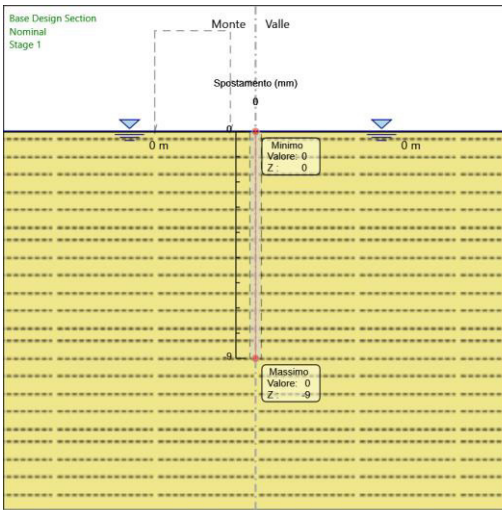 Base Design Section
Nominal
Stage 1
Monte
Valle
Spostamento (mm)
0
0
0 m
0 m
Minimo
Valore: 0
Z : 0
-9
Massimo
Valore: 0
Z : -9